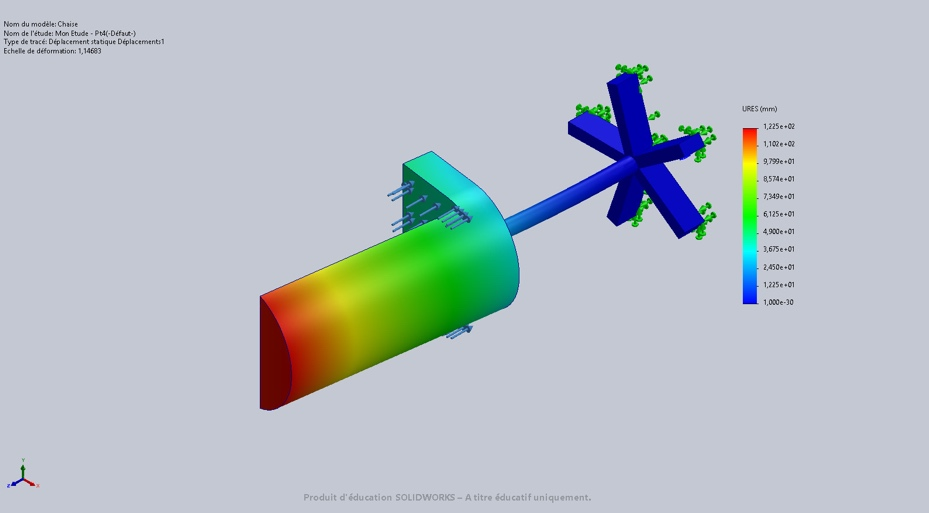 Nom du modèle: Chaise
Nom de l'étude: Mon Etude - Pt4(-Défaut-)
Type de tracé: Déplacement statique Déplacements1
Echelle de déformation: 1,14683
URES (mm)
1,225e+02
1,102e+02
9,799e+01
8,574e+01
7,349e+01
6,125e+01
4,900e+01
3,675e+01
2,450e+01
1,225e+01
1,000e-30
Y
Z
X
Produit d'éducation SOLIDWORKS – A titre éducatif uniquement.